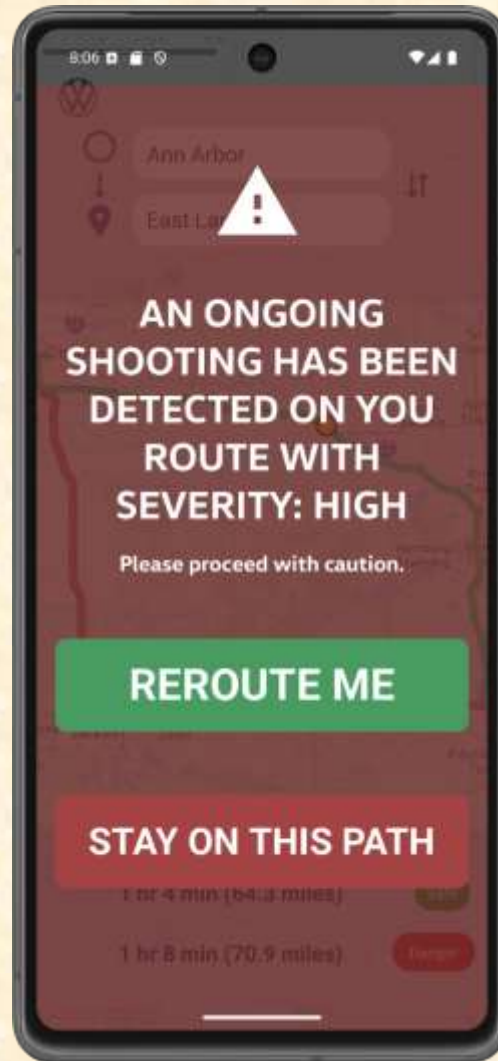 8:06
Ann Arbor
East La
AN ONGOING
SHOOTING HAS BEEN
DETECTED ON YOU
ROUTE WITH
SEVERITY: HIGH
Please proceed with caution.
REROUTE ME
STAY ON THIS PATH
1 hr 4 min (64.3 miles)
1 hr 8 min (70.9 miles)
Danger